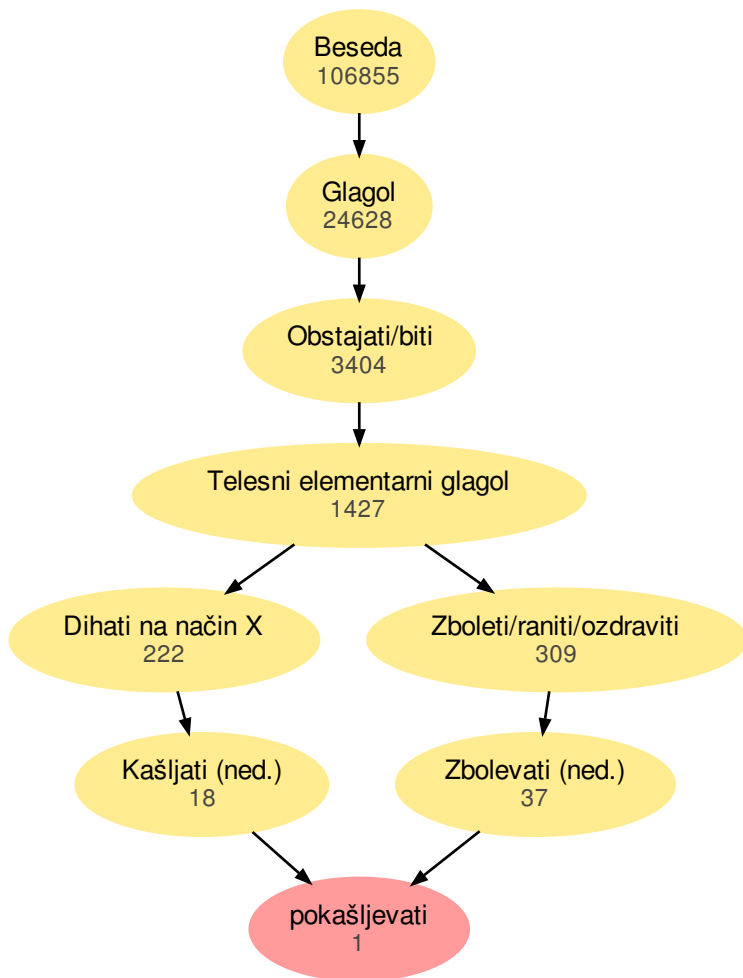 Beseda
106855
Glagol
24628
Obstajati/biti
3404
Telesni elementarni glagol
1427
Dihati na način X
222
Zboleti/raniti/ozdraviti
309
Kašljati (ned.)
18
Zbolevati (ned.)
37
pokašljevati
1